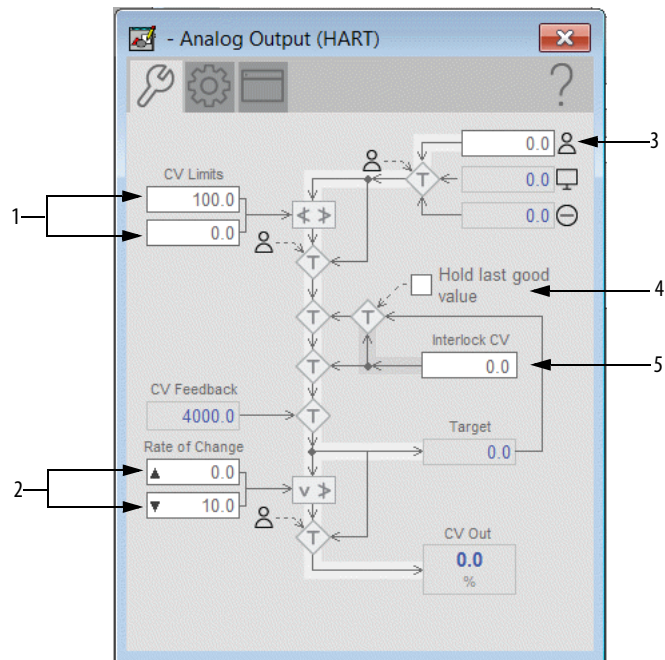 - Analog Output (HART)
?
0.0
3
CV Limits
T
0.0
1
100.0
0.0
0.0
T
Hold last good
value
4
T
T
Interlock CV
0.0
5
T
CV Feedback
4000.0
T
Rate of Change
Target
0.0
2
0.0
10.0
T
CV Out
0.0
%